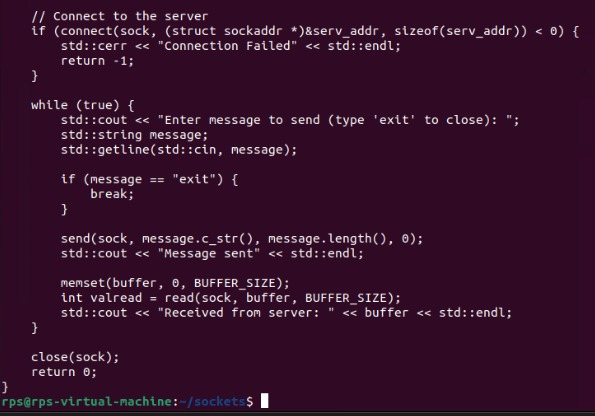 // Connect to the server
if (connect(sock, (struct sockaddr *)&serv_addr, sizeof(serv_addr)) < 0) {
std::cerr << "Connection Failed" << std::endl;
return -1;
}
while (true) {
std::cout << "Enter message to send (type 'exit' to close): ";
std::string message;
std::getline(std::cin, message);
if (message == "exit") {
break;
}
send(sock, message.c_str(), message.length(), 0);
std::cout << "Message sent" << std::endl;
memset(buffer, 0, BUFFER_SIZE);
int valread = read(sock, buffer, BUFFER_SIZE);
std::cout << "Received from server: " << buffer << std::endl;
}
close(sock);
return 0;
}
rps@rps-virtual-machine:~/sockets$